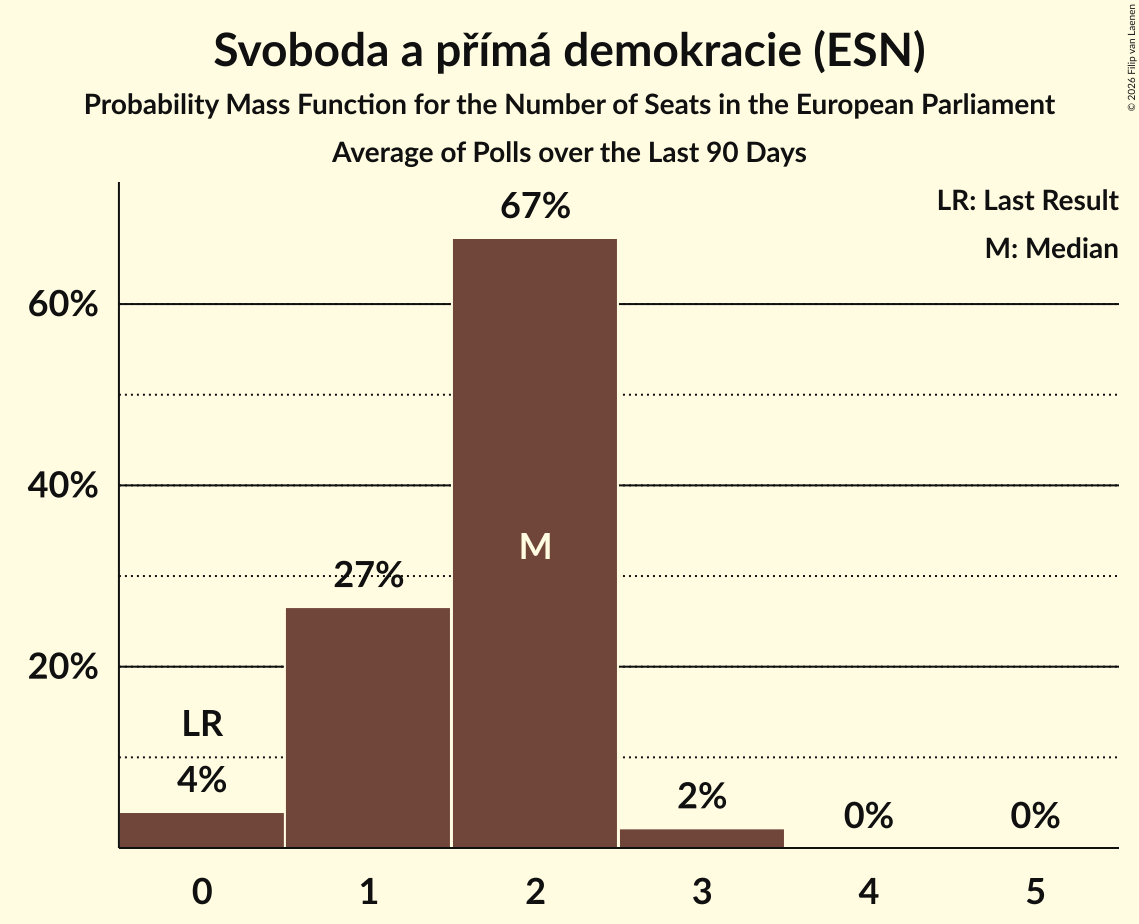 Svoboda a přímá demokracie (ESN)
Probability Mass Function for the Number of Seats in the European Parliament
Average of Polls over the Last 90 Days
© 2026 Filip van Laenen
LR: Last Result
M: Median
67%
60%
40%
M
27%
20%
LR
4%
2%
0%
0%
0
1
2
3
4
5